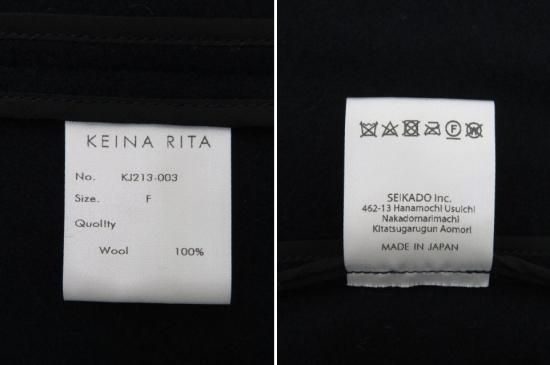 KEINA RITA
No. KJ213-003
Size. F
Quolity
Wool 100%
SEIKADO Inc.
462-13 Hanamochi Usuichi
Nakadomarimachi
Kitatsugarugun Aomori
MADE IN JAPAN